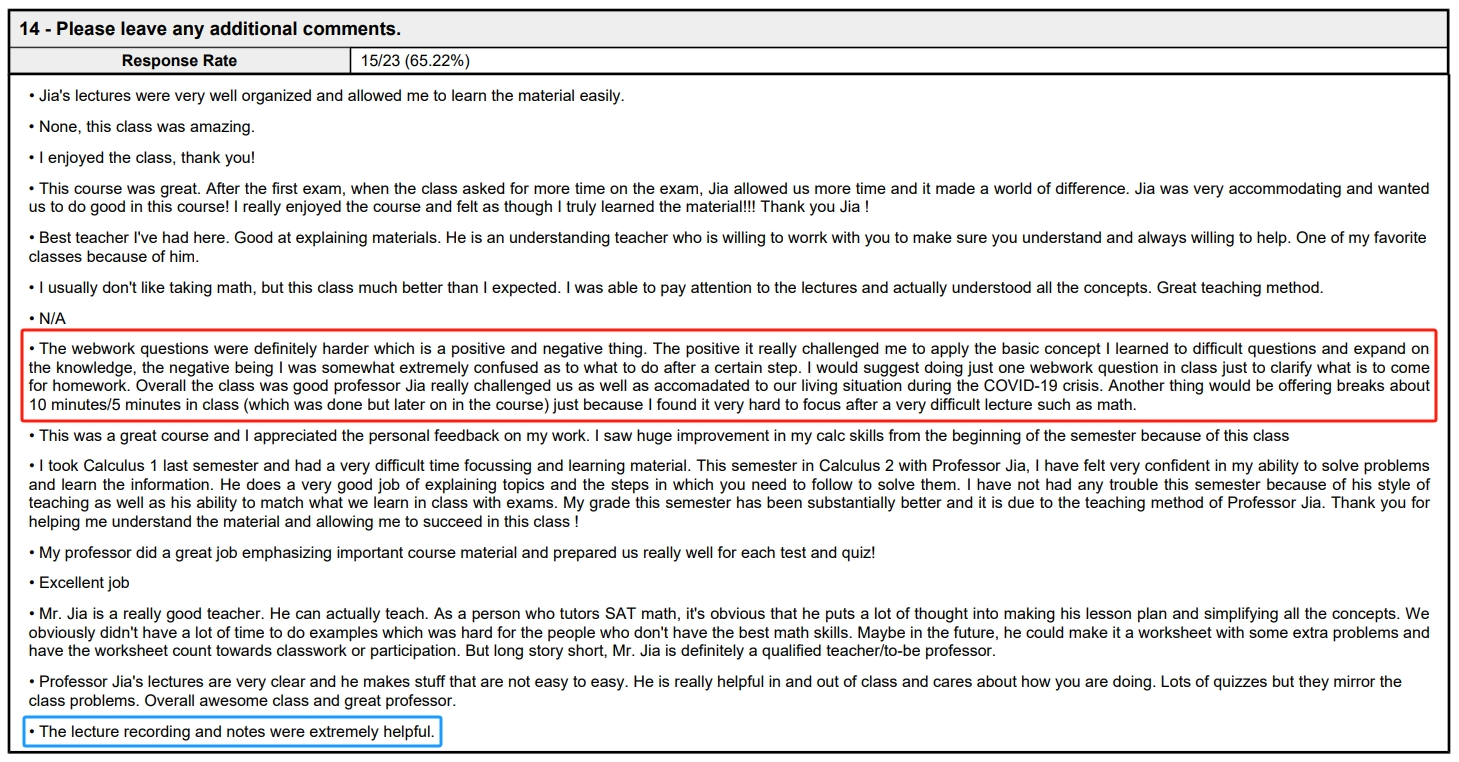 14 - Please leave any additional comments.
Response Rate
15/23 (65.22%)
• Jia's lectures were very well organized and allowed me to learn the material easily.
• None, this class was amazing.
• I enjoyed the class, thank you!
• This course was great. After the first exam, when the class asked for more time on the exam, Jia allowed us more time and it made a world of difference. Jia was very accommodating and wanted
us to do good in this course! I really enjoyed the course and felt as though I truly learned the material!!! Thank you Jia !
• Best teacher I've had here. Good at explaining materials. He is an understanding teacher who is willing to worrk with you to make sure you understand and always willing to help. One of my favorite
classes because of him.
• I usually don't like taking math, but this class much better than I expected. I was able to pay attention to the lectures and actually understood all the concepts. Great teaching method.
• N/A
• The webwork questions were definitely harder which is a positive and negative thing. The positive it really challenged me to apply the basic concept I learned to difficult questions and expand on
the knowledge, the negative being I was somewhat extremely confused as to what to do after a certain step. I would suggest doing just one webwork question in class just to clarify what is to come
for homework. Overall the class was good professor Jia really challenged us as well as accomadated to our living situation during the COVID-19 crisis. Another thing would be offering breaks about
10 minutes/5 minutes in class (which was done but later on in the course) just because I found it very hard to focus after a very difficult lecture such as math.
• This was a great course and I appreciated the personal feedback on my work. I saw huge improvement in my calc skills from the beginning of the semester because of this class
• I took Calculus 1 last semester and had a very difficult time focussing and learning material. This semester in Calculus 2 with Professor Jia, I have felt very confident in my ability to solve problems
and learn the information. He does a very good job of explaining topics and the steps in which you need to follow to solve them. I have not had any trouble this semester because of his style of
teaching as well as his ability to match what we learn in class with exams. My grade this semester has been substantially better and it is due to the teaching method of Professor Jia. Thank you for
helping me understand the material and allowing me to succeed in this class !
• My professor did a great job emphasizing important course material and prepared us really well for each test and quiz!
• Excellent job
• Mr. Jia is a really good teacher. He can actually teach. As a person who tutors SAT math, it's obvious that he puts a lot of thought into making his lesson plan and simplifying all the concepts. We
obviously didn't have a lot of time to do examples which was hard for the people who don't have the best math skills. Maybe in the future, he could make it a worksheet with some extra problems and
have the worksheet count towards classwork or participation. But long story short, Mr. Jia is definitely a qualified teacher/to-be professor.
• Professor Jia's lectures are very clear and he makes stuff that are not easy to easy. He is really helpful in and out of class and cares about how you are doing. Lots of quizzes but they mirror the
class problems. Overall awesome class and great professor.
• The lecture recording and notes were extremely helpful.